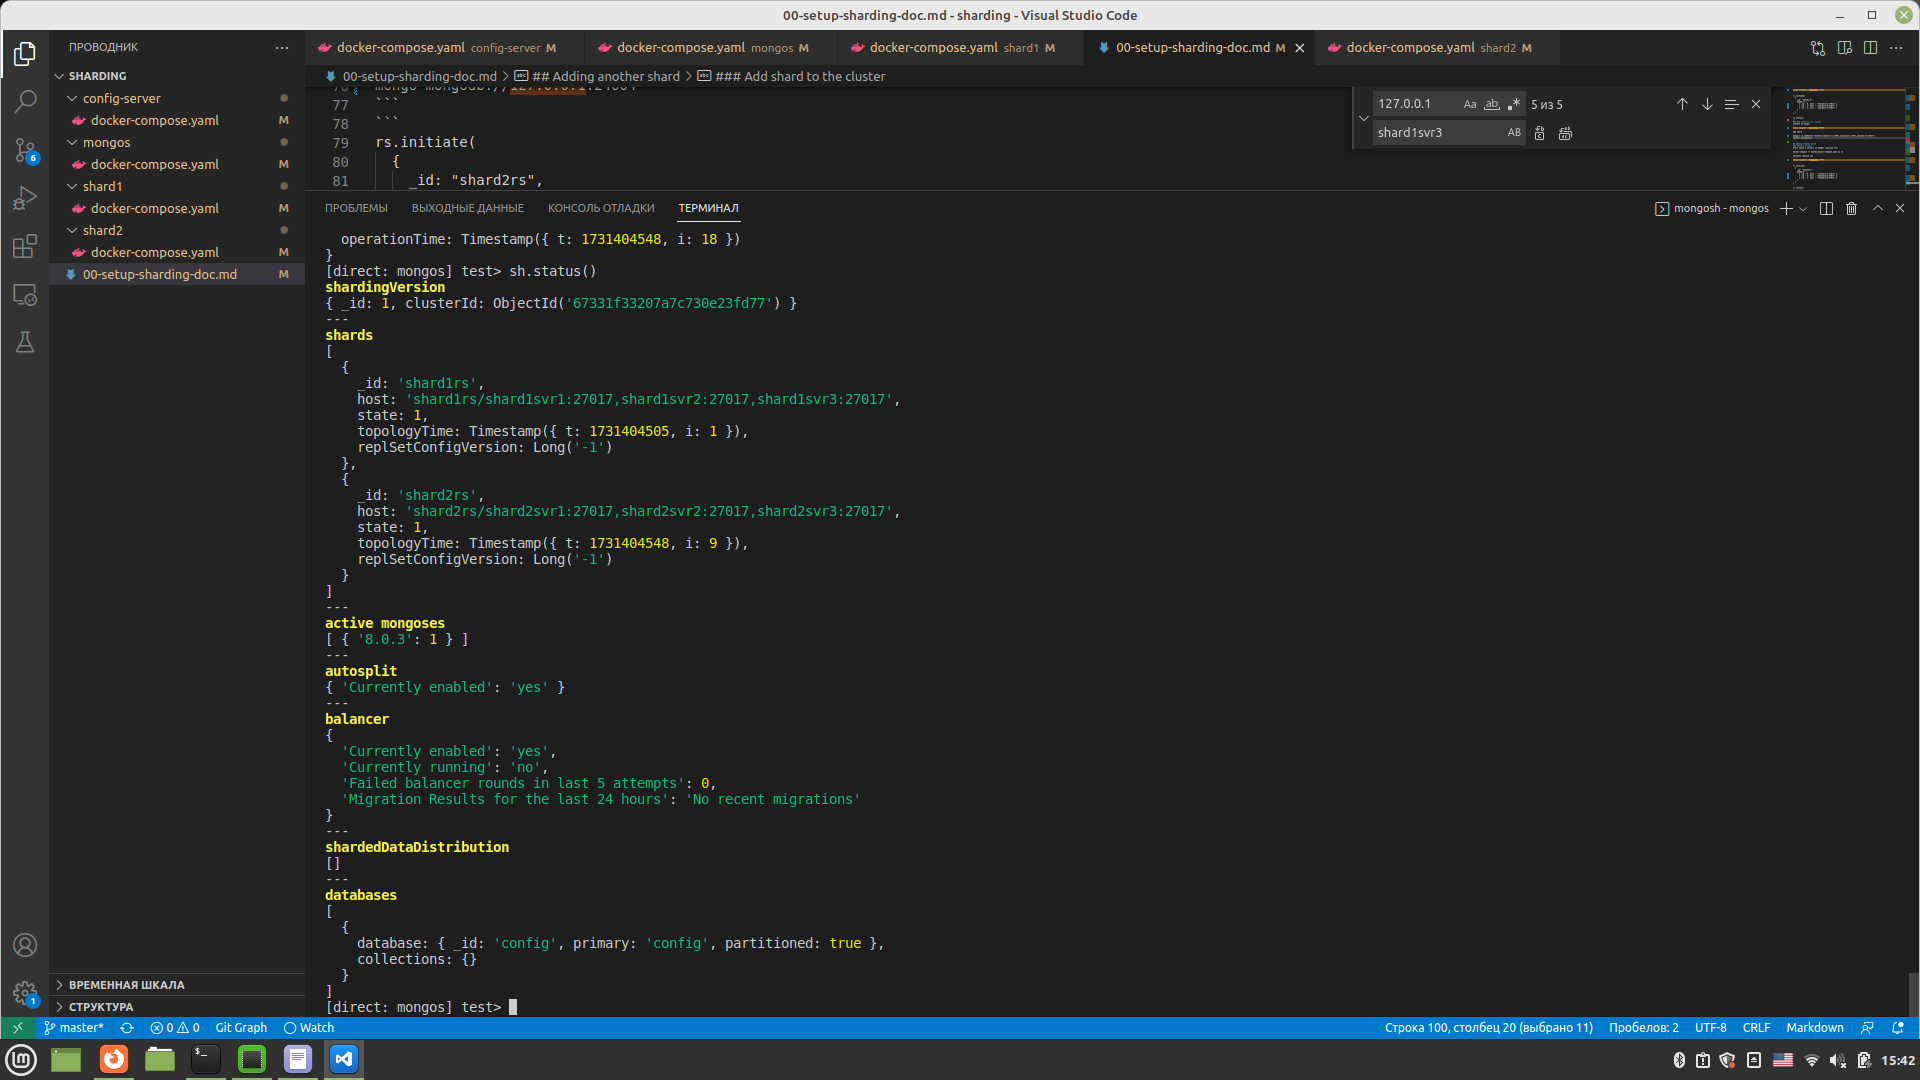 00-setup-sharding-doc.md - sharding - Visual Studio Code
ПРОВОДНИК
docker-compose.yaml config-server M
docker-compose.yaml mongos M
docker-compose.yaml shard1 M
00-setup-sharding-doc.md M
docker-compose.yaml shard2 M
SHARDING
config-server
docker-compose.yaml M
mongos
docker-compose.yaml M
shard1
docker-compose.yaml M
shard2
docker-compose.yaml M
00-setup-sharding-doc.md M
6
00-setup-sharding-doc.md > ## Adding another shard > ### Add shard to the cluster
77 ```
78 ```
79 rs.initiate(
80 {
81 _id: "shard2rs",
127.0.0.1 Aa ab 5 из 5
shard1svr3 AB
ПРОБЛЕМЫ ВЫХОДНЫЕ ДАННЫЕ КОНСОЛЬ ОТЛАДКИ ТЕРМИНАЛ
mongosh - mongos
operationTime: Timestamp({ t: 1731404548, i: 18 })
}
[direct: mongos] test> sh.status()
shardingVersion
{ _id: 1, clusterId: ObjectId('67331f33207a7c730e23fd77') }
---
shards
[
{
_id: 'shard1rs',
host: 'shard1rs/shard1svr1:27017,shard1svr2:27017,shard1svr3:27017',
state: 1,
topologyTime: Timestamp({ t: 1731404505, i: 1 }),
replSetConfigVersion: Long('-1')
},
{
_id: 'shard2rs',
host: 'shard2rs/shard2svr1:27017,shard2svr2:27017,shard2svr3:27017',
state: 1,
topologyTime: Timestamp({ t: 1731404548, i: 9 }),
replSetConfigVersion: Long('-1')
}
]
---
active mongoses
[ { '8.0.3': 1 } ]
---
autosplit
{ 'Currently enabled': 'yes' }
---
balancer
{
'Currently enabled': 'yes',
'Currently running': 'no',
'Failed balancer rounds in last 5 attempts': 0,
'Migration Results for the last 24 hours': 'No recent migrations'
}
---
shardedDataDistribution
[]
---
databases
[
{
database: { _id: 'config', primary: 'config', partitioned: true },
collections: {}
}
]
[direct: mongos] test>
ВРЕМЕННАЯ ШКАЛА
СТРУКТУРА
1
master* 0 0 Git Graph Watch
Строка 100, столбец 20 (выбрано 11) Пробелов: 2 UTF-8 CRLF Markdown
15:42